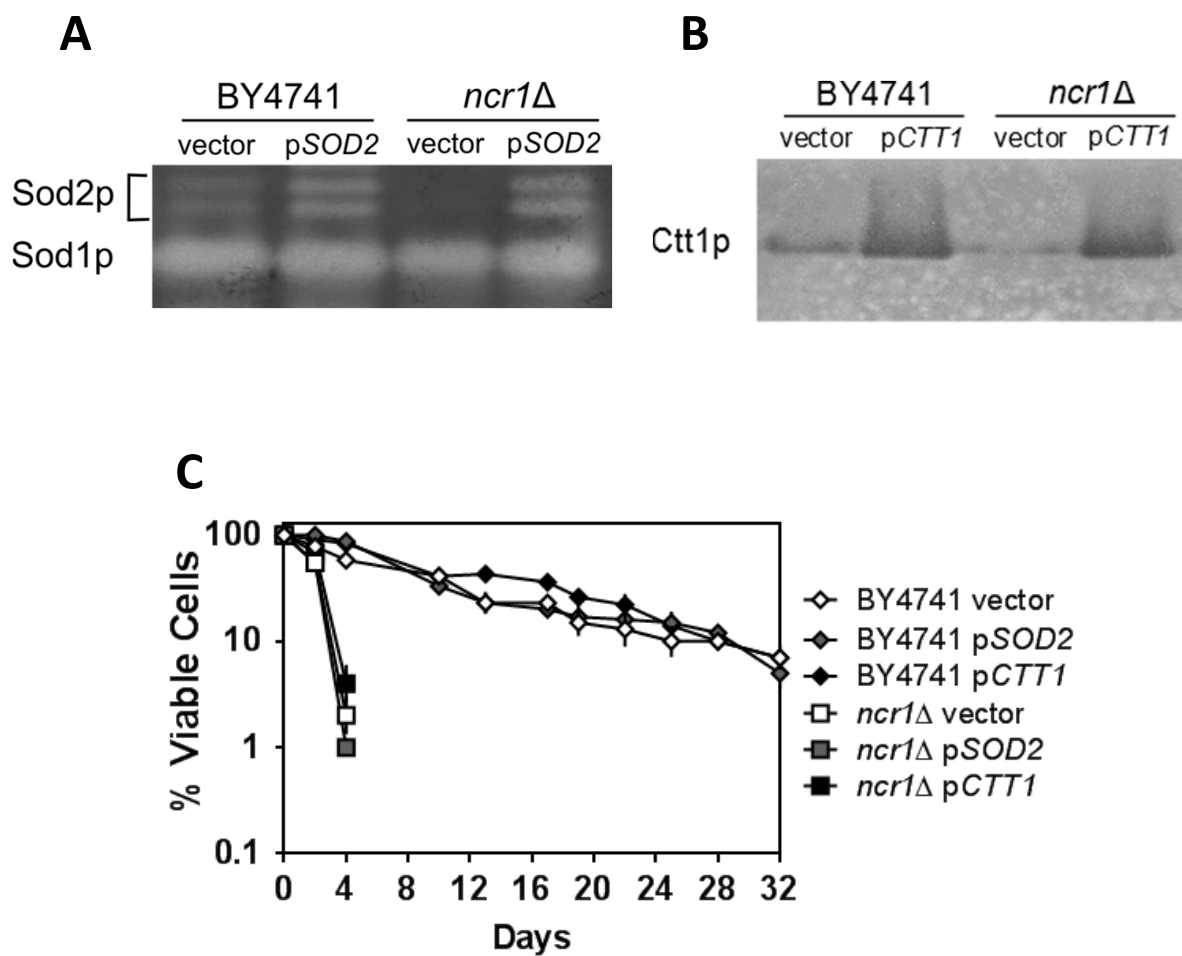 A
BY4741 ncr1Δ
vector pSOD2 vector pSOD2
Sod2p
Sod1p
B
BY4741 ncr1Δ
vector pCTT1 vector pCTT1
Ctt1p
C
% Viable Cells
100
10
1
0.1
0 4 8 12 16 20 24 28 32
Days
BY4741 vector
BY4741 pSOD2
BY4741 pCTT1
ncr1Δ vector
ncr1Δ pSOD2
ncr1Δ pCTT1